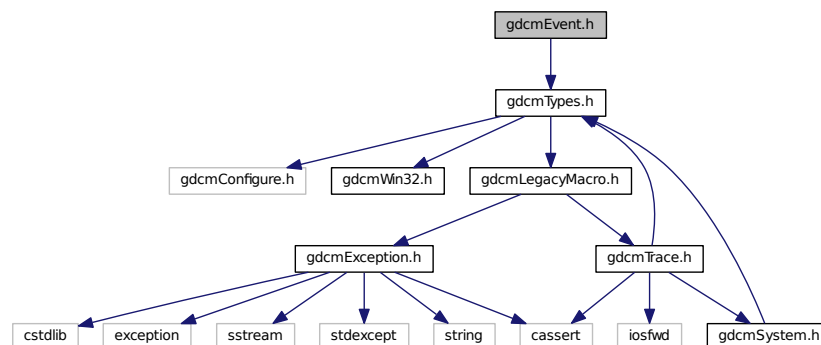 gdcmEvent.h
gdcmTypes.h
gdcmConfigure.h
gdcmWin32.h
gdcmLegacyMacro.h
gdcmException.h
gdcmTrace.h
cstdlib
exception
sstream
stdexcept
string
cassert
iosfwd
gdcmSystem.h